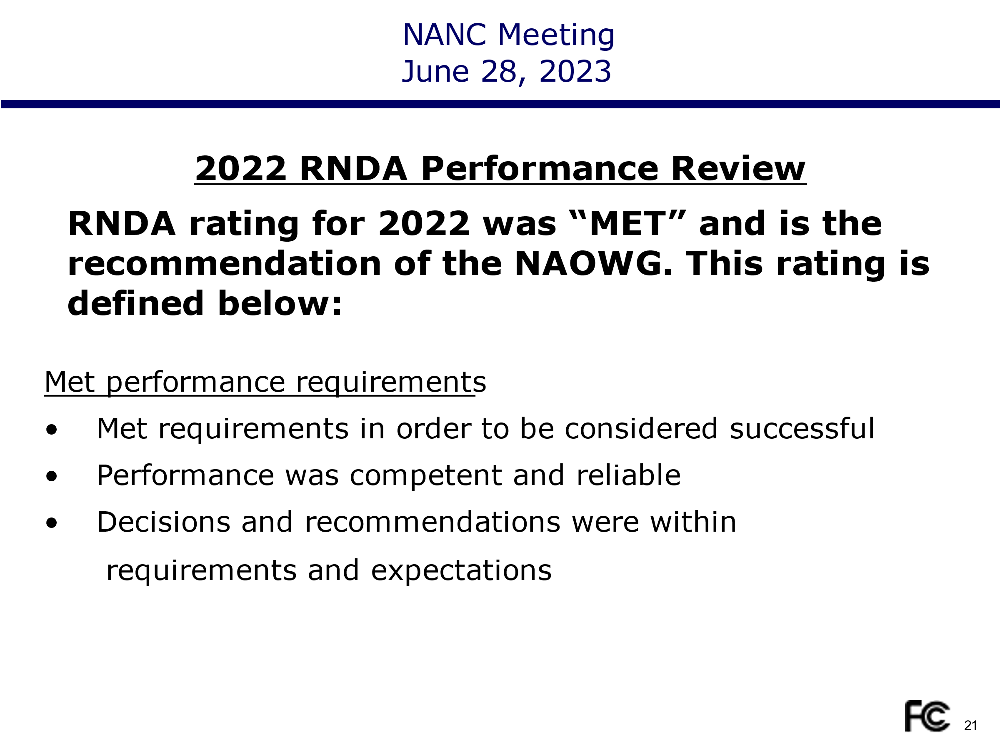 NANC Meeting
June 28, 2023
2022 RNDA Performance Review
RNDA rating for 2022 was “MET” and is the
recommendation of the NAOWG. This rating is
defined below:
Met performance requirements
• Met requirements in order to be considered successful
• Performance was competent and reliable
• Decisions and recommendations were within
requirements and expectations
FCC
21